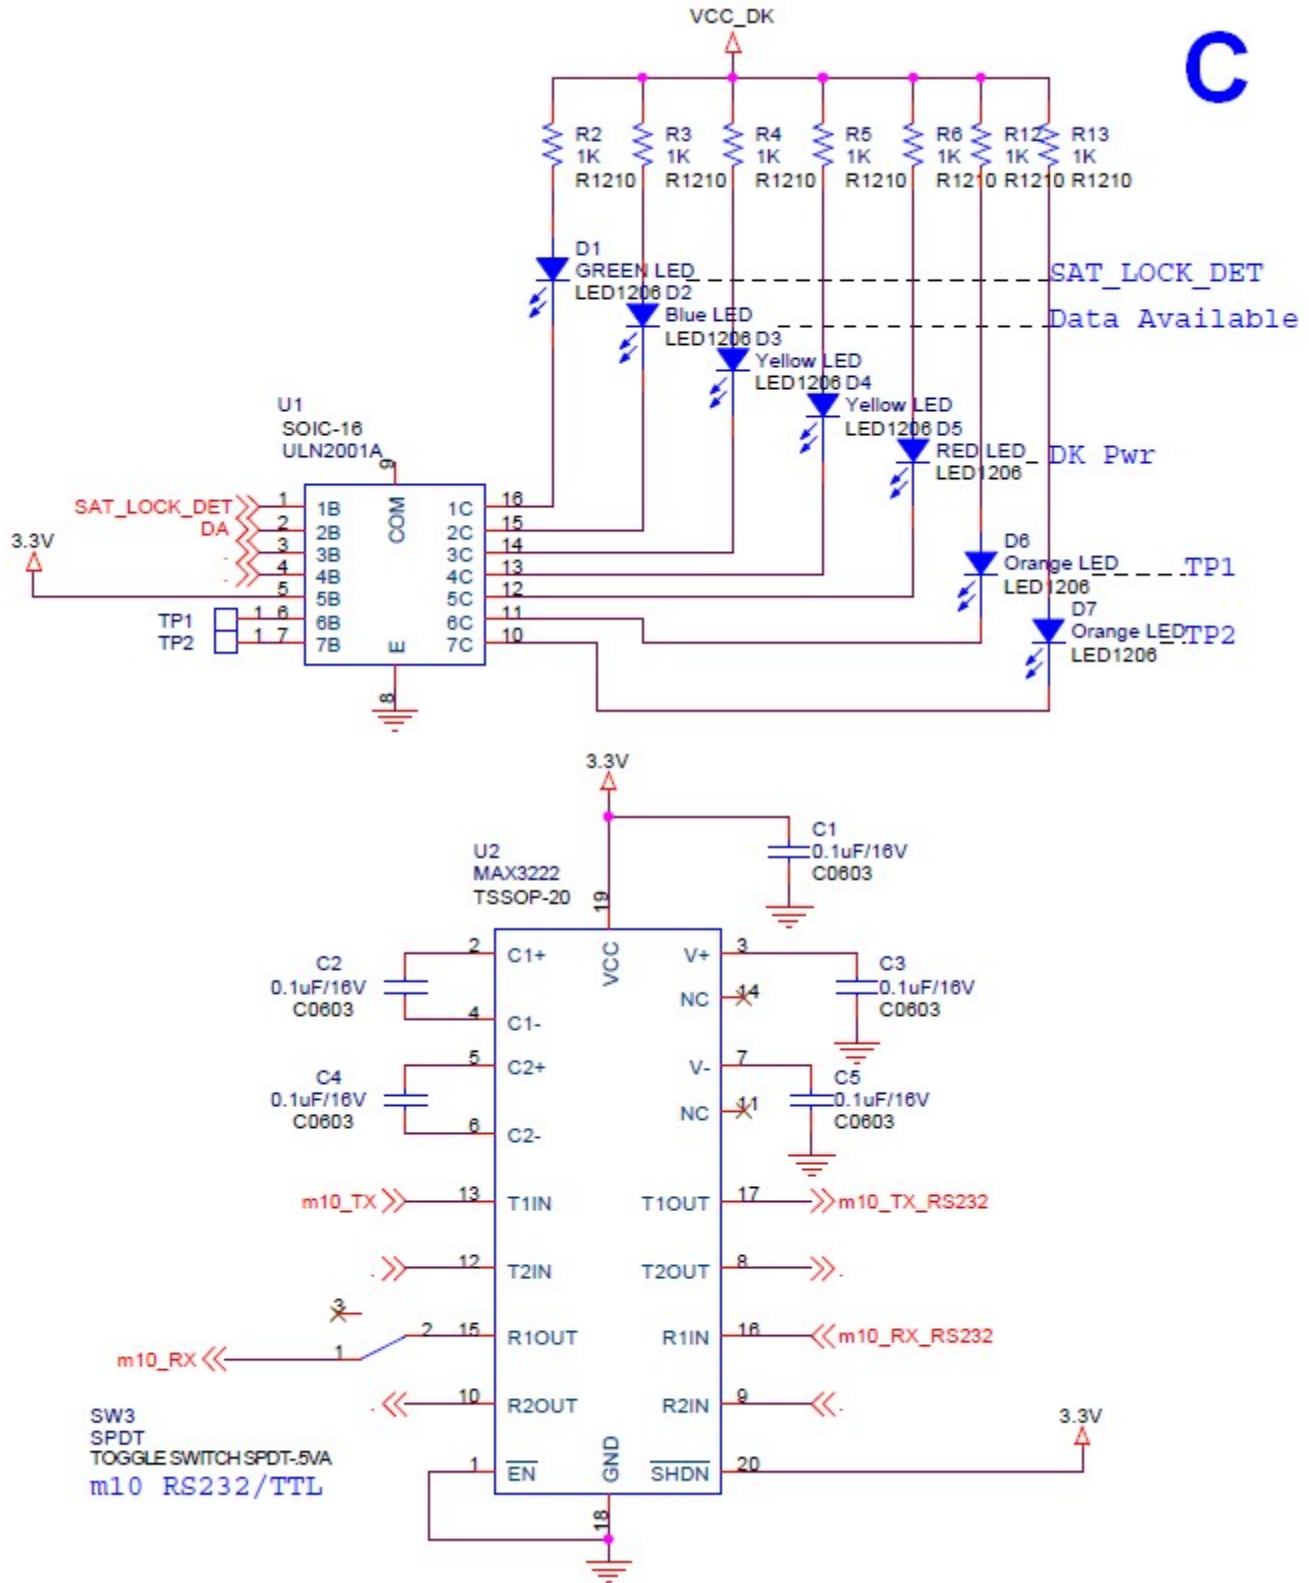 VCC_DK
C
R2
1K
R1210
R3
1K
R1210
R4
1K
R1210
R5
1K
R1210
R6
1K
R1210
R12
1K
R1210
R13
1K
R1210
D1
GREEN LED
LED1206
SAT_LOCK_DET
D2
Blue LED
LED1206
Data Available
D3
Yellow LED
LED1206
D4
Yellow LED
LED1206
D5
RED LED
LED1206
DK Pwr
D6
Orange LED
LED1206
TP1
D7
Orange LED
LED1206
TP2
U1
SOIC-16
ULN2001A
9
COM
SAT_LOCK_DET 1 1B 1C 16
DA 2 2B 2C 15
. 3 3B 3C 14
. 4 4B 4C 13
3.3V
5 5B 5C 12
TP1 1 6 6B 6C 11
TP2 1 7 7B 7C 10
E
8
3.3V
C1
0.1uF/16V
C0603
U2
MAX3222
TSSOP-20
19
VCC
2 C1+ V+ 3
C2
0.1uF/16V
C0603
C3
0.1uF/16V
C0603
NC 14
4 C1-
5 C2+ V- 7
C4
0.1uF/16V
C0603
C5
0.1uF/16V
C0603
NC 11
6 C2-
m10_TX 13 T1IN T1OUT 17 m10_TX_RS232
. 12 T2IN T2OUT 8 .
3
2 15 R1OUT R1IN 16 m10_RX_RS232
m10_RX 1
. 10 R2OUT R2IN 9 .
SW3
SPDT
TOGGLE SWITCH SPDT-.5VA
m10 RS232/TTL
3.3V
1 EN GND SHDN 20
18